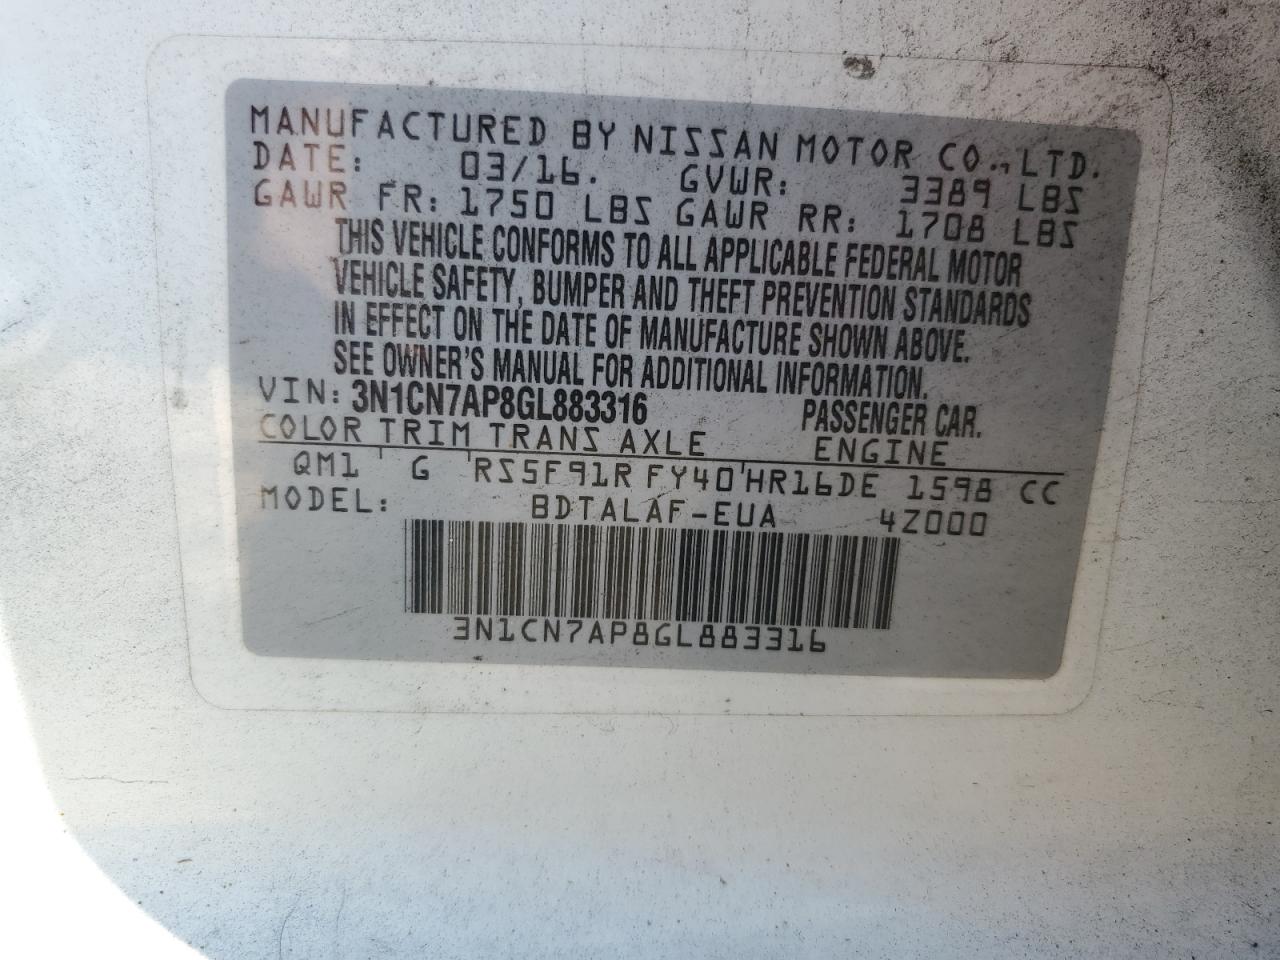 MANUFACTURED BY NISSAN MOTOR CO., LTD.
DATE: 03/16. GVWR: 3389 LBS
GAWR FR: 1750 LBS GAWR RR: 1708 LBS
THIS VEHICLE CONFORMS TO ALL APPLICABLE FEDERAL MOTOR
VEHICLE SAFETY, BUMPER AND THEFT PREVENTION STANDARDS
IN EFFECT ON THE DATE OF MANUFACTURE SHOWN ABOVE.
SEE OWNER'S MANUAL FOR ADDITIONAL INFORMATION.
VIN: 3N1CN7AP8GL883316 PASSENGER CAR.
COLOR TRIM TRANS AXLE ENGINE
QM1 ' G ' RS5F91R FY40 ' HR16DE 1598 CC
MODEL: BDTALAF-EUA 4Z000
3N1CN7AP8GL883316